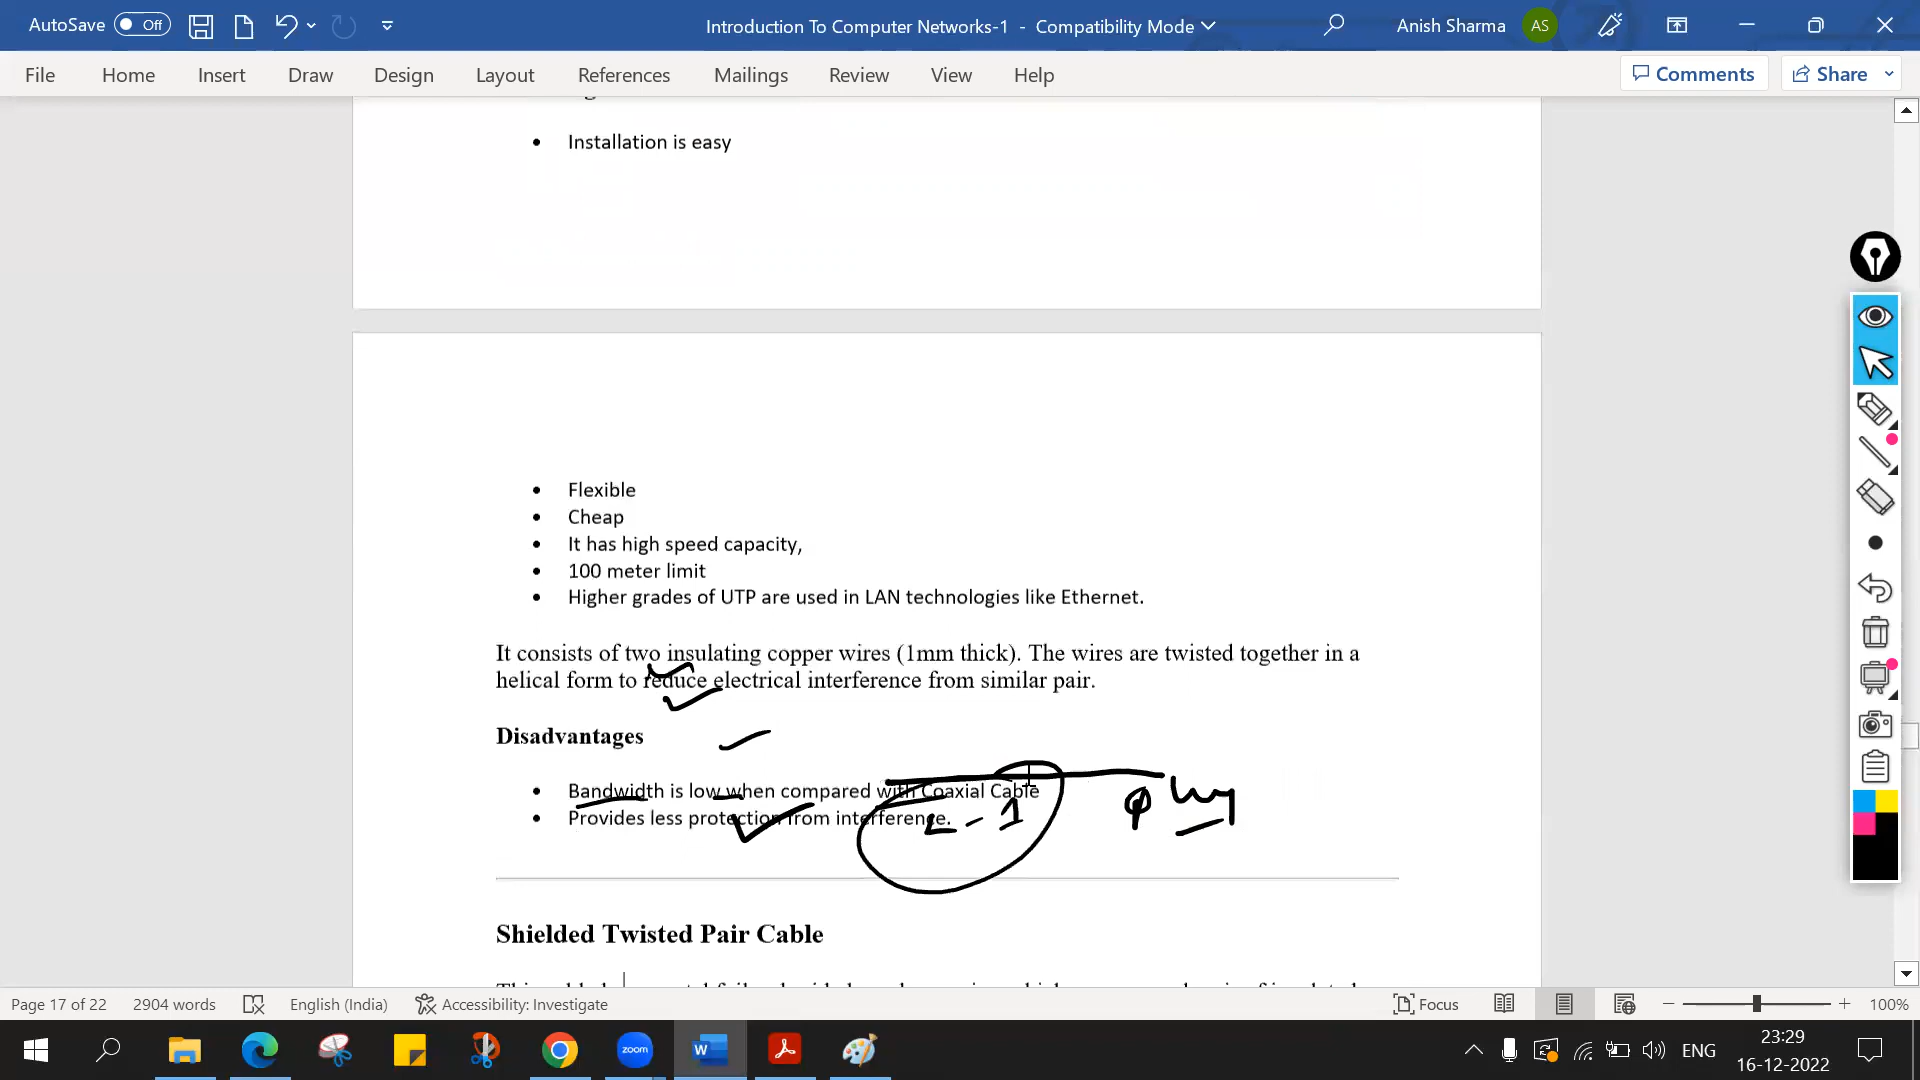 AutoSave Off
Introduction To Computer Networks-1 - Compatibility Mode
Anish Sharma AS
File Home Insert Draw Design Layout References Mailings Review View Help
Comments Share
• Installation is easy
• Flexible
• Cheap
• It has high speed capacity,
• 100 meter limit
• Higher grades of UTP are used in LAN technologies like Ethernet.
It consists of two insulating copper wires (1mm thick). The wires are twisted together in a
helical form to reduce electrical interference from similar pair.
Disadvantages
• Bandwidth is low when compared with Coaxial Cable
• Provides less protection from interference.
L - 1
Phy
Shielded Twisted Pair Cable
Page 17 of 22 2904 words English (India) Accessibility: Investigate Focus 100%
zoom
W
ENG
23:29
16-12-2022